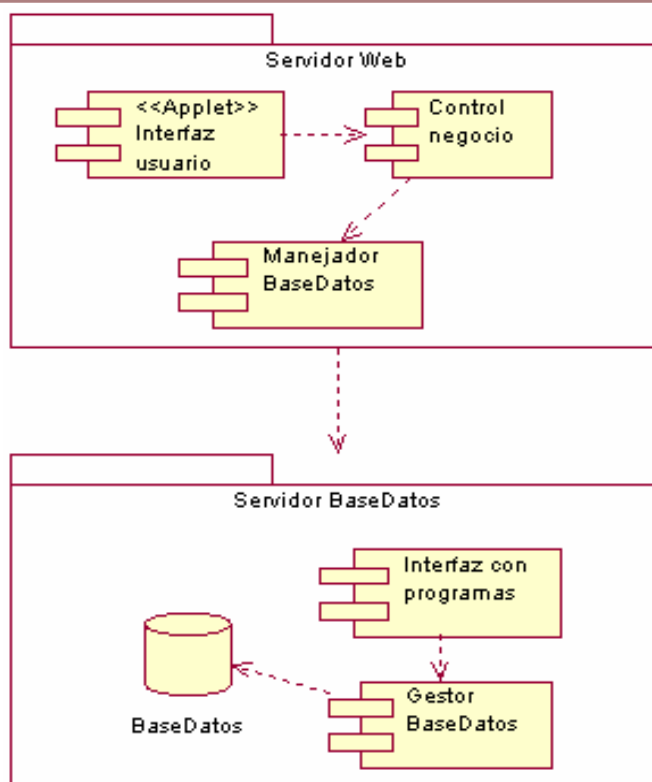 Servidor Web
<<Applet>>
Interfaz
usuario
Control
negocio
Manejador
BaseDatos
Servidor BaseDatos
Interfaz con
programas
BaseDatos
Gestor
BaseDatos